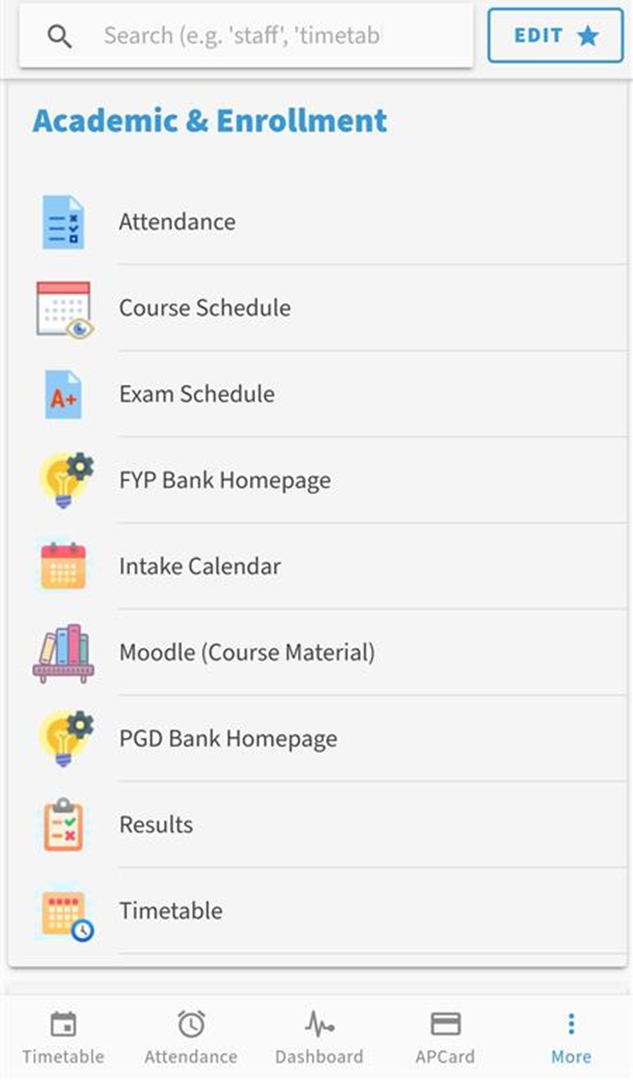 Search (e.g. 'staff', 'timetab
EDIT
Academic & Enrollment
Attendance
Course Schedule
A+
Exam Schedule
FYP Bank Homepage
Intake Calendar
Moodle (Course Material)
PGD Bank Homepage
Results
Timetable
Timetable
Attendance
Dashboard
APCard
More